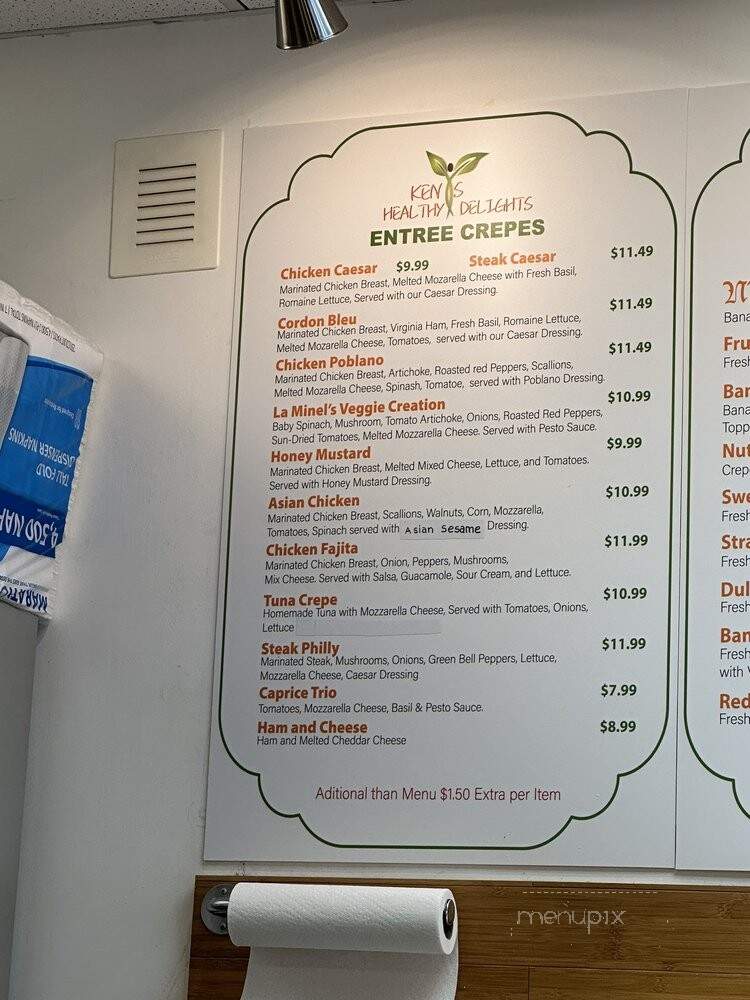 KEN'S
HEALTHY DELIGHTS
ENTREE CREPES
Chicken Caesar $9.99 Steak Caesar $11.49
Marinated Chicken Breast, Melted Mozarella Cheese with Fresh Basil,
Romaine Lettuce, Served with our Caesar Dressing.
Cordon Bleu $11.49
Marinated Chicken Breast, Virginia Ham, Fresh Basil, Romaine Lettuce,
Melted Mozarella Cheese, Tomatoes, served with our Caesar Dressing.
Chicken Poblano $11.49
Marinated Chicken Breast, Artichoke, Roasted red Peppers, Scallions,
Melted Mozarella Cheese, Spinash, Tomatoe, served with Poblano Dressing.
La Minel's Veggie Creation $10.99
Baby Spinach, Mushroom, Tomato Artichoke, Onions, Roasted Red Peppers,
Sun-Dried Tomatoes, Melted Mozzarella Cheese. Served with Pesto Sauce.
Honey Mustard $9.99
Marinated Chicken Breast, Melted Mixed Cheese, Lettuce, and Tomatoes.
Served with Honey Mustard Dressing.
Asian Chicken $10.99
Marinated Chicken Breast, Scallions, Walnuts, Corn, Mozzarella,
Tomatoes, Spinach served with Asian Sesame Dressing.
Chicken Fajita $11.99
Marinated Chicken Breast, Onion, Peppers, Mushrooms,
Mix Cheese. Served with Salsa, Guacamole, Sour Cream, and Lettuce.
Tuna Crepe $10.99
Homemade Tuna with Mozzarella Cheese, Served with Tomatoes, Onions,
Lettuce
Steak Philly $11.99
Marinated Steak, Mushrooms, Onions, Green Bell Peppers, Lettuce,
Mozzarella Cheese, Caesar Dressing
Caprice Trio $7.99
Tomatoes, Mozzarella Cheese, Basil & Pesto Sauce.
Ham and Cheese $8.99
Ham and Melted Cheddar Cheese
Aditional than Menu $1.50 Extra per Item
Bana
Fru
Fresh
Ban
Bana
Topp
Nut
Crep
Swe
Fresh
Stra
Fresh
Dul
Fresh
Ban
Fresh
with
Red
Fresh
TALL FOLD
DISPENSER NAPKINS
MARATHON
menupix